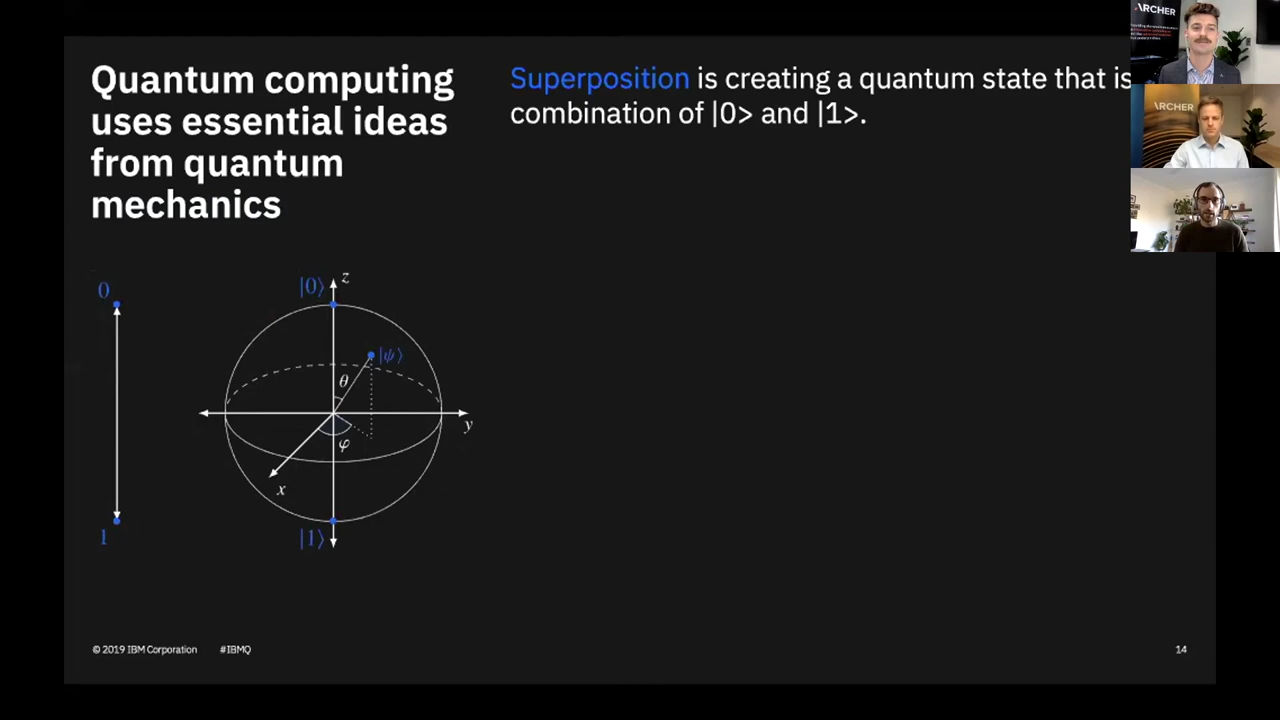 Quantum computing
uses essential ideas
from quantum
mechanics
Superposition is creating a quantum state that is
combination of |0> and |1>.
ARCHER
ARCHER
0
1
|0⟩
z
|ψ⟩
θ
φ
y
x
|1⟩
© 2019 IBM Corporation
#IBMQ
14